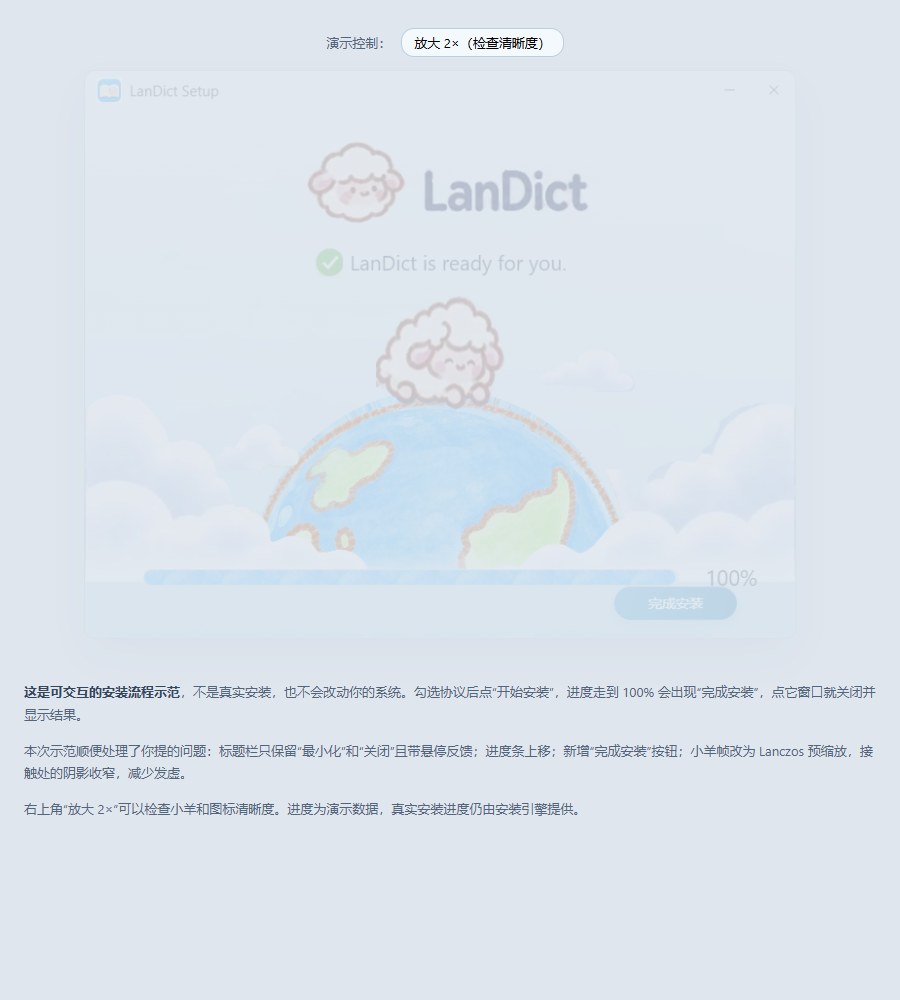 演示控制： 放大 2×（检查清晰度）
LanDict Setup
LanDict
LanDict is ready for you.
100%
完成安装
这是可交互的安装流程示范，不是真实安装，也不会改动你的系统。勾选协议后点“开始安装”，进度走到 100% 会出现“完成安装”，点它窗口就关闭并
显示结果。
本次示范顺便处理了你提的问题：标题栏只保留“最小化”和“关闭”且带悬停反馈；进度条上移；新增“完成安装”按钮；小羊帧改为 Lanczos 预缩放，接
触处的阴影收窄，减少发虚。
右上角“放大 2×”可以检查小羊和图标清晰度。进度为演示数据，真实安装进度仍由安装引擎提供。